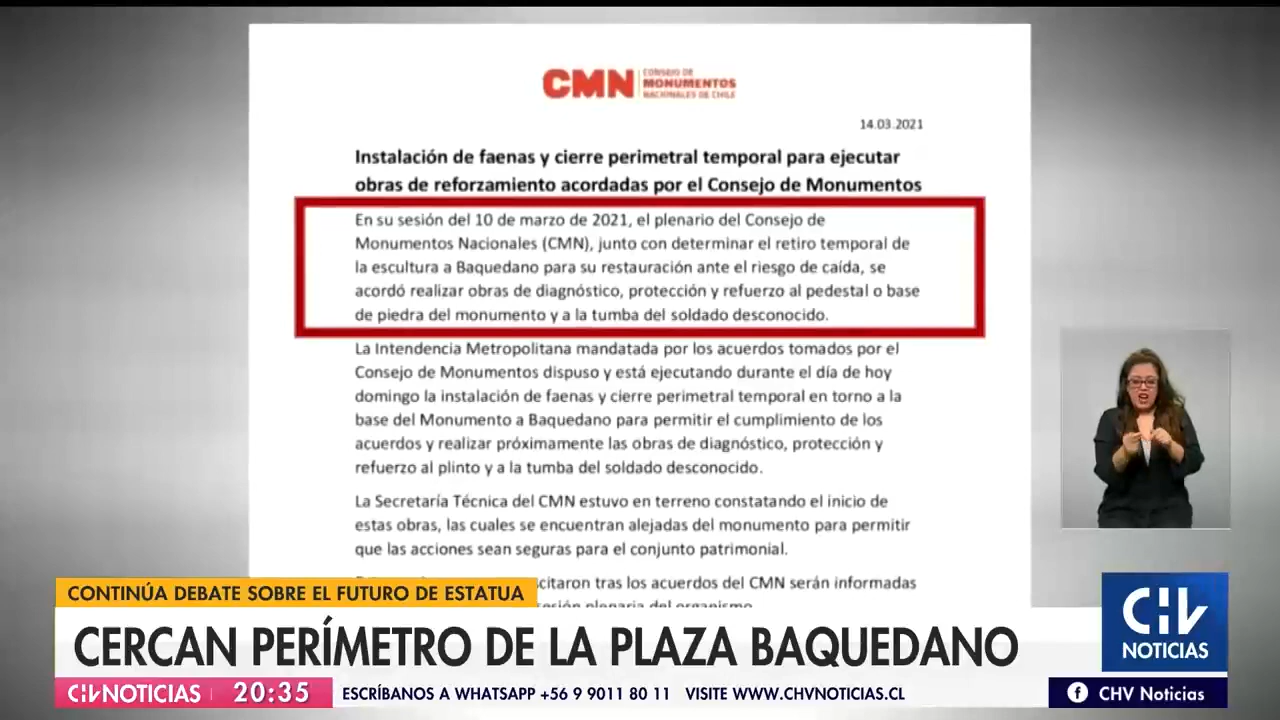 CMN
CONSEJO DE
MONUMENTOS
NACIONALES DE CHILE
14.03.2021
Instalación de faenas y cierre perimetral temporal para ejecutar
obras de reforzamiento acordadas por el Consejo de Monumentos
En su sesión del 10 de marzo de 2021, el plenario del Consejo de
Monumentos Nacionales (CMN), junto con determinar el retiro temporal de
la escultura a Baquedano para su restauración ante el riesgo de caída, se
acordó realizar obras de diagnóstico, protección y refuerzo al pedestal o base
de piedra del monumento y a la tumba del soldado desconocido.
La Intendencia Metropolitana mandatada por los acuerdos tomados por el
Consejo de Monumentos dispuso y está ejecutando durante el día de hoy
domingo la instalación de faenas y cierre perimetral temporal en torno a la
base del Monumento a Baquedano para permitir el cumplimiento de los
acuerdos y realizar próximamente las obras de diagnóstico, protección y
refuerzo al plinto y a la tumba del soldado desconocido.
La Secretaría Técnica del CMN estuvo en terreno constatando el inicio de
estas obras, las cuales se encuentran alejadas del monumento para permitir
que las acciones sean seguras para el conjunto patrimonial.
tras los acuerdos del CMN serán informadas
plenaria del organismo
CONTINÚA DEBATE SOBRE EL FUTURO DE ESTATUA
CERCAN PERÍMETRO DE LA PLAZA BAQUEDANO
CHV
NOTICIAS
CHVNOTICIAS 20:35 ESCRÍBANOS A WHATSAPP +56 9 9011 80 11 VISITE WWW.CHVNOTICIAS.CL
f CHV Noticias